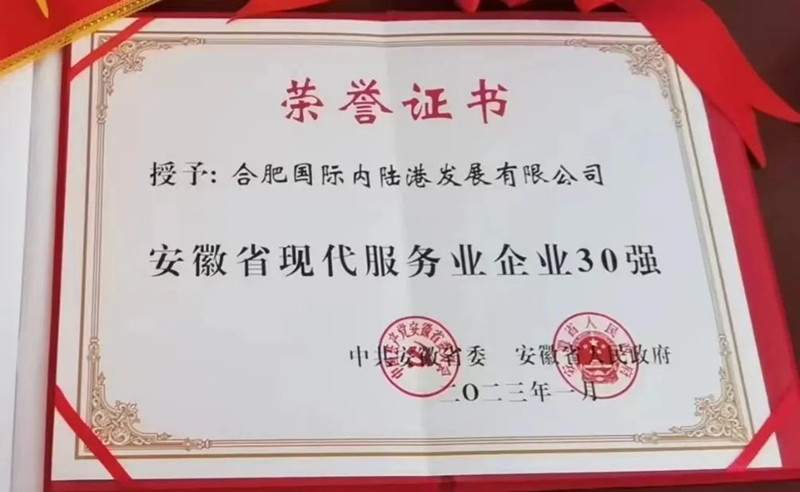 荣誉证书
授予：合肥国际内陆港发展有限公司
安徽省现代服务业企业30强
中共安徽省委 安徽省人民政府
二〇二三年一月